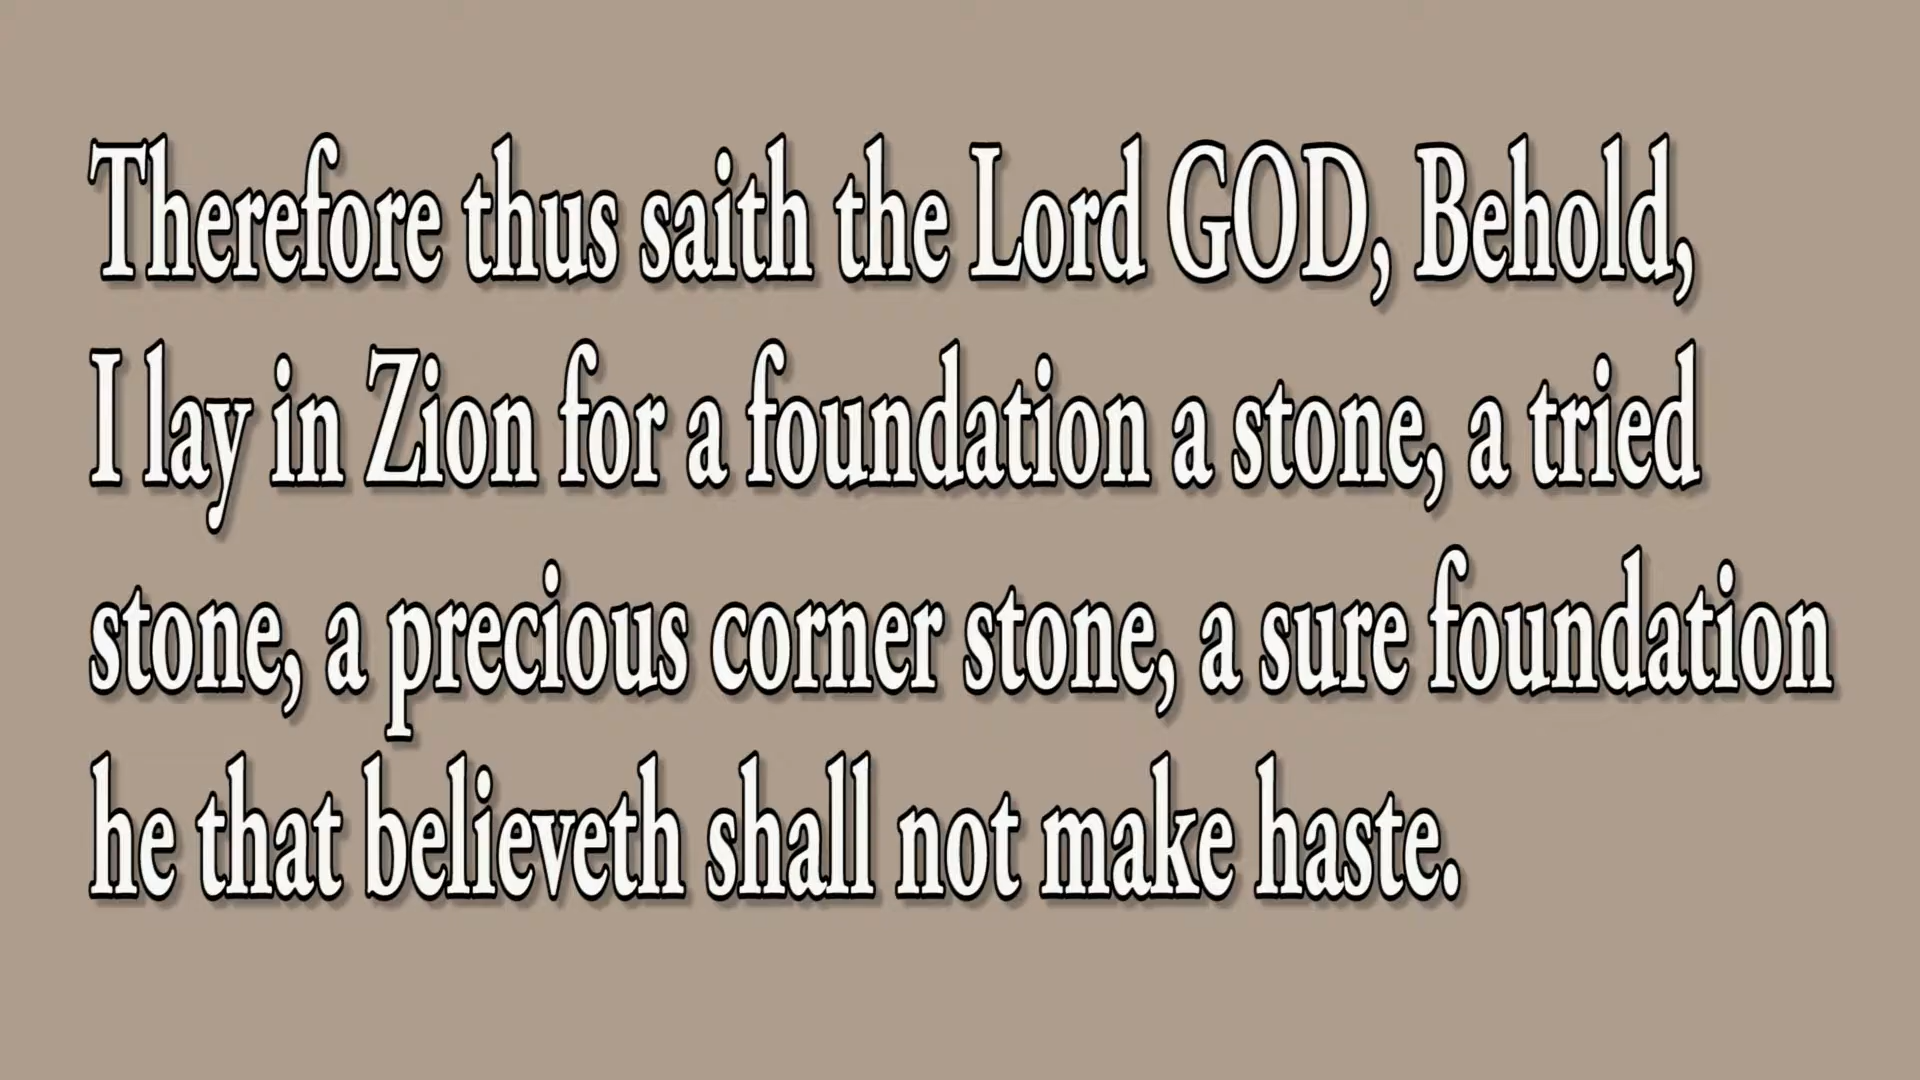 Therefore thus saith the Lord GOD, Behold,
I lay in Zion for a foundation a stone, a tried
stone, a precious corner stone, a sure foundation
he that believeth shall not make haste.